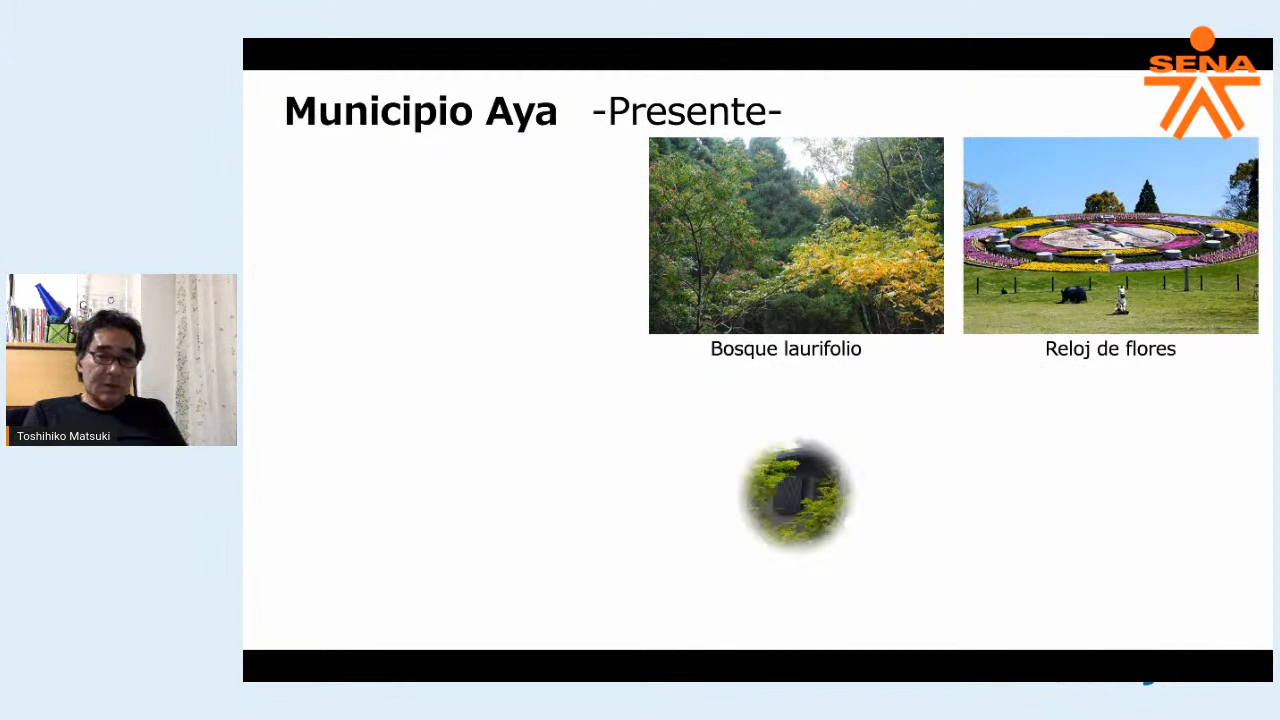 SENA
Municipio Aya -Presente-
Bosque laurifolio
Reloj de flores
Toshihiko Matsuki